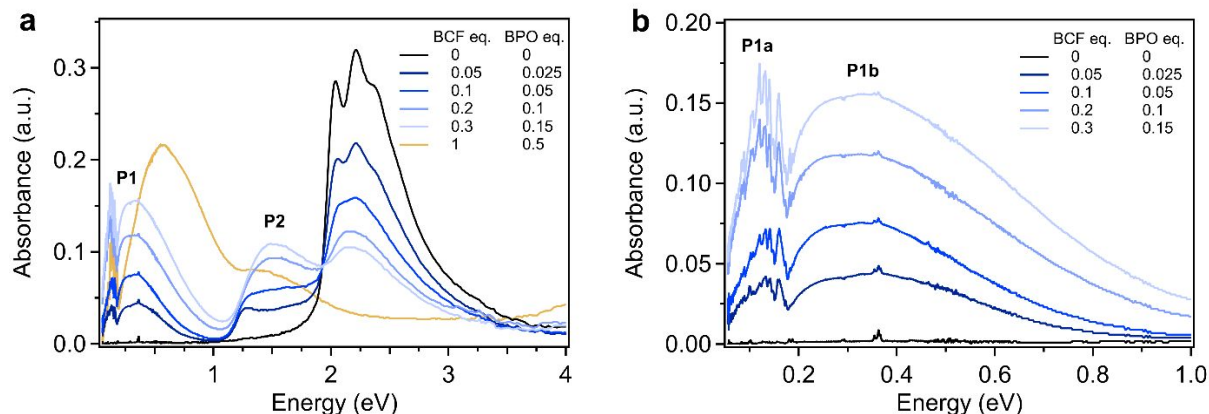 a
BCF eq. BPO eq.
0 0
0.05 0.025
0.1 0.05
0.2 0.1
0.3 0.15
1 0.5
P1
P2
Absorbance (a.u.)
0.3
0.2
0.1
0.0
1 2 3 4
Energy (eV)
b
BCF eq. BPO eq.
0 0
0.05 0.025
0.1 0.05
0.2 0.1
0.3 0.15
P1a
P1b
Absorbance (a.u.)
0.20
0.15
0.10
0.05
0.00
0.2 0.4 0.6 0.8 1.0
Energy (eV)